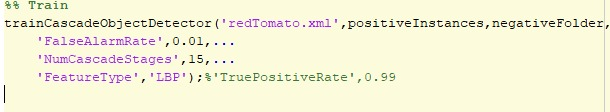 %% Train
trainCascadeObjectDetector('redTomato.xml',positiveInstances,negativeFolder,
'FalseAlarmRate',0.01,...
'NumCascadeStages',15,...
'FeatureType','LBP');%'TruePositiveRate',0.99